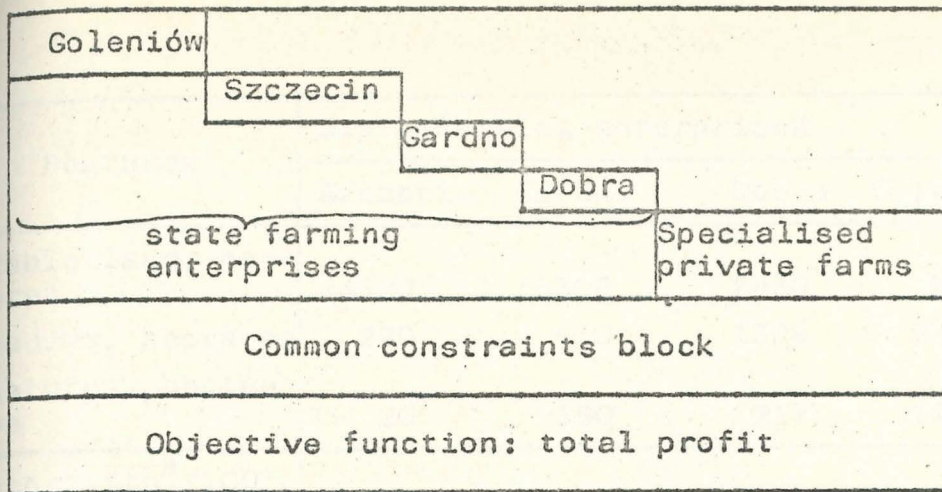 Goleniów
Szczecin
Gardno
Dobra
state farming
enterprises
Specialised
private farms
Common constraints block
Objective function: total profit